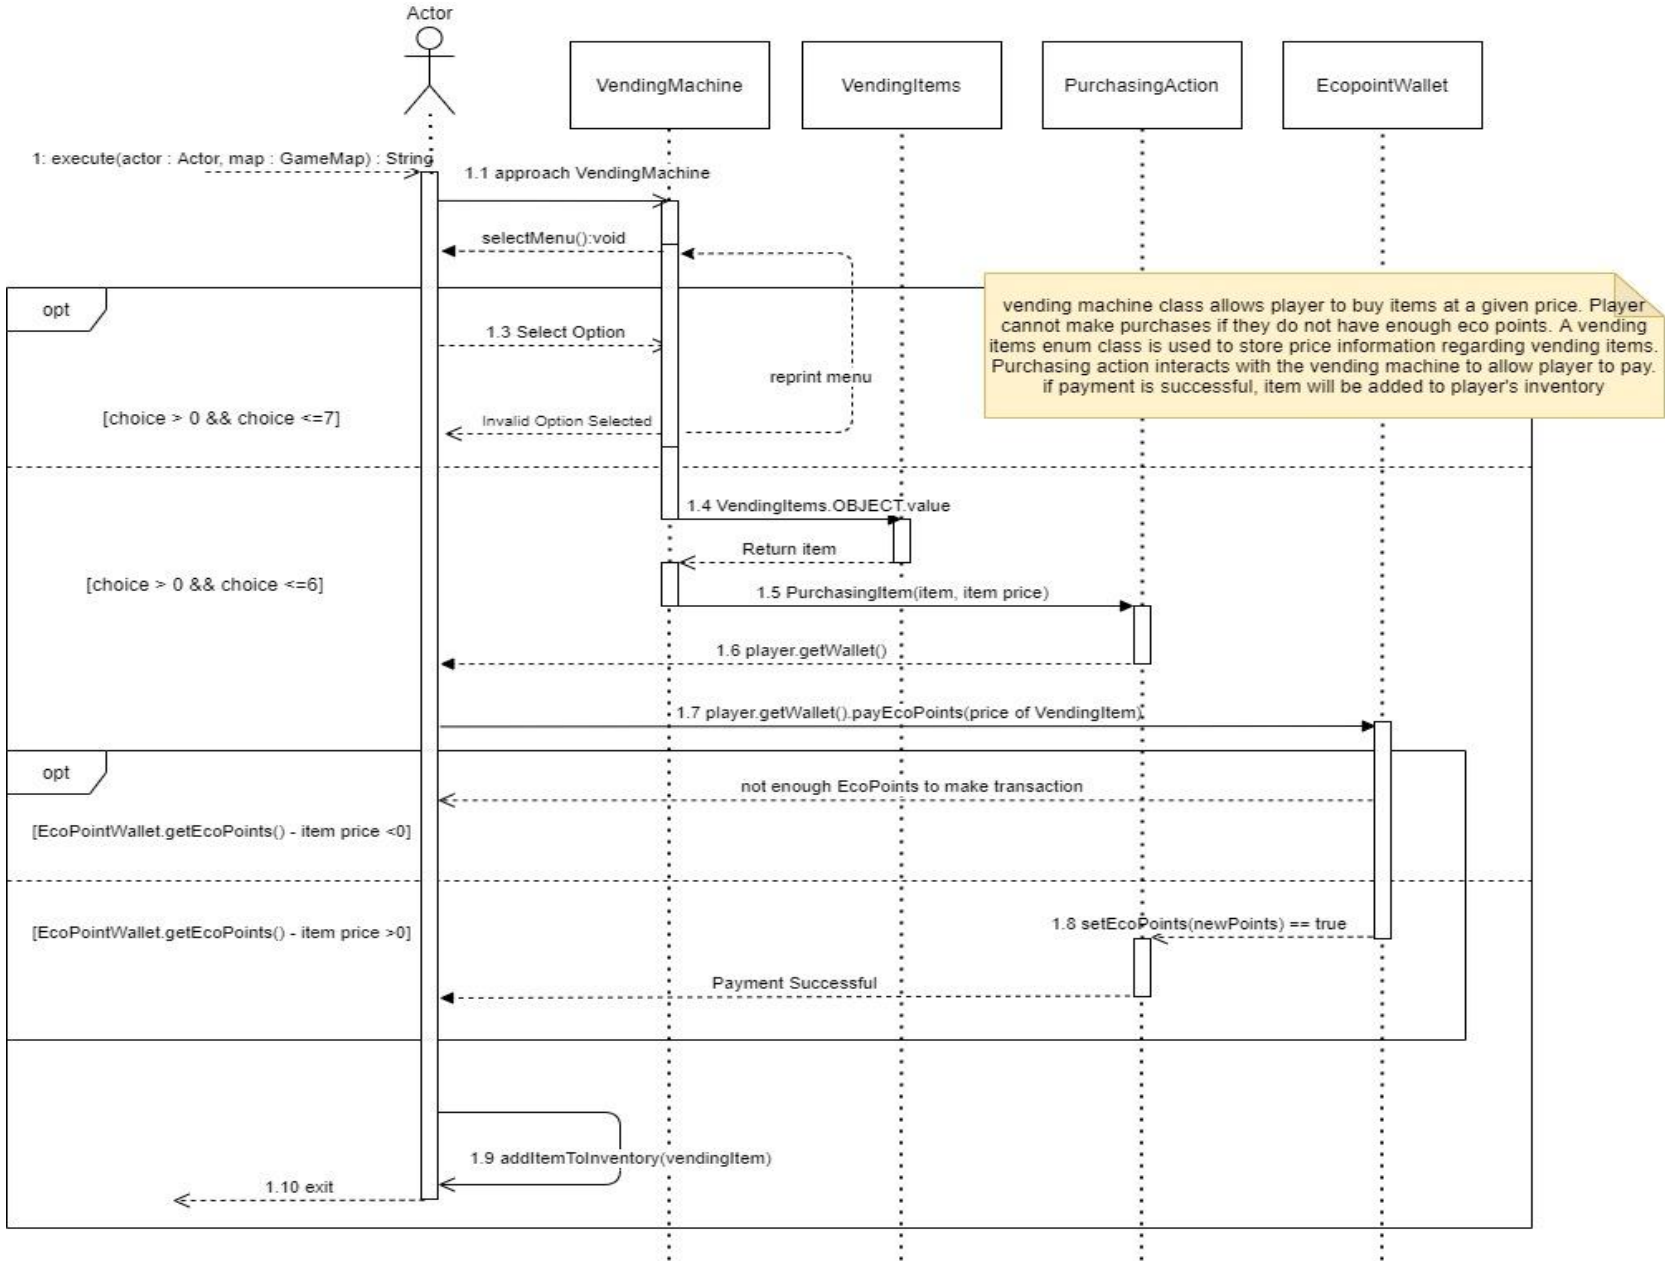 Actor
VendingMachine
VendingItems
PurchasingAction
EcopointWallet
1: execute(actor : Actor, map : GameMap) : String
1.1 approach VendingMachine
selectMenu():void
opt
vending machine class allows player to buy items at a given price. Player
cannot make purchases if they do not have enough eco points. A vending
items enum class is used to store price information regarding vending items.
Purchasing action interacts with the vending machine to allow player to pay.
if payment is successful, item will be added to player's inventory
1.3 Select Option
reprint menu
[choice > 0 && choice <=7]
Invalid Option Selected
1.4 VendingItems.OBJECT.value
Return item
[choice > 0 && choice <=6]
1.5 PurchasingItem(item, item price)
1.6 player.getWallet()
1.7 player.getWallet().payEcoPoints(price of VendingItem)
opt
not enough EcoPoints to make transaction
[EcoPointWallet.getEcoPoints() - item price <0]
1.8 setEcoPoints(newPoints) == true
[EcoPointWallet.getEcoPoints() - item price >0]
Payment Successful
1.9 addItemToInventory(vendingItem)
1.10 exit